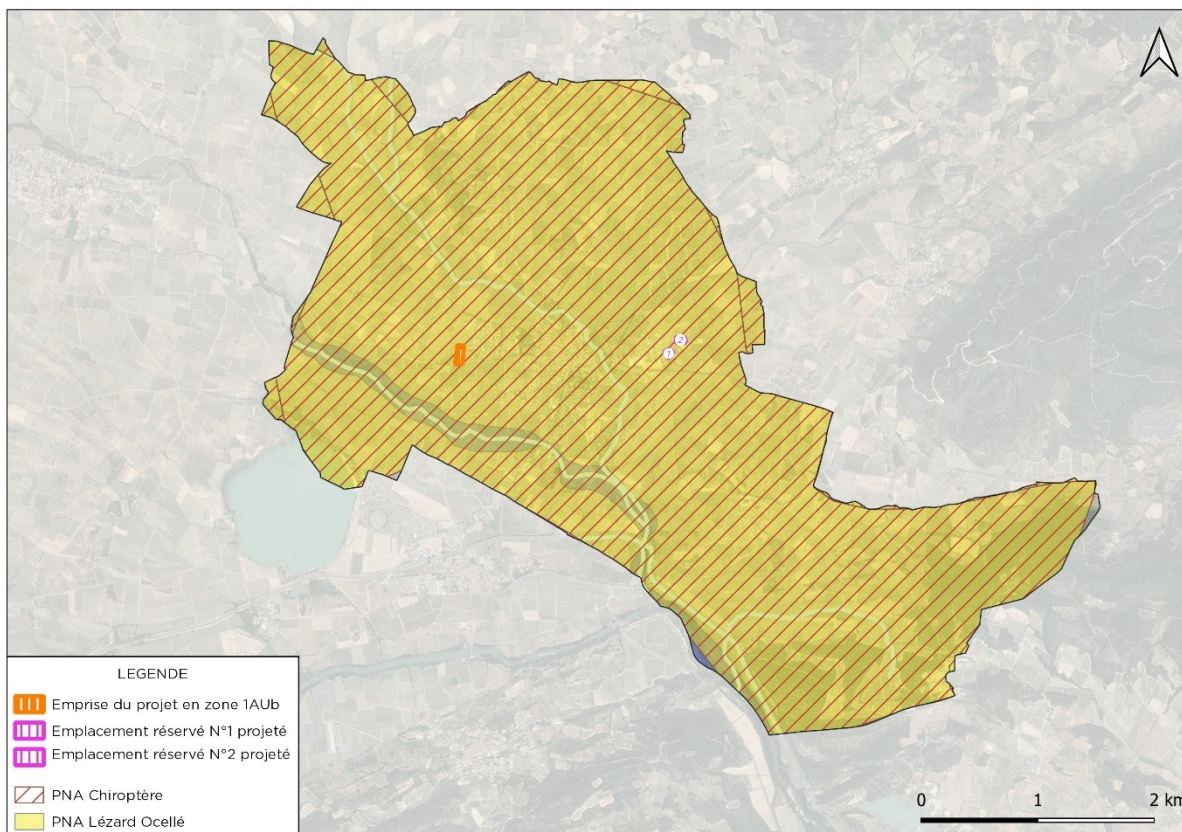 2
1
LEGENDE
Emprise du projet en zone 1AUb
Emplacement réservé N°1 projeté
Emplacement réservé N°2 projeté
PNA Chiroptère
PNA Lézard Ocellé
0 1 2 km